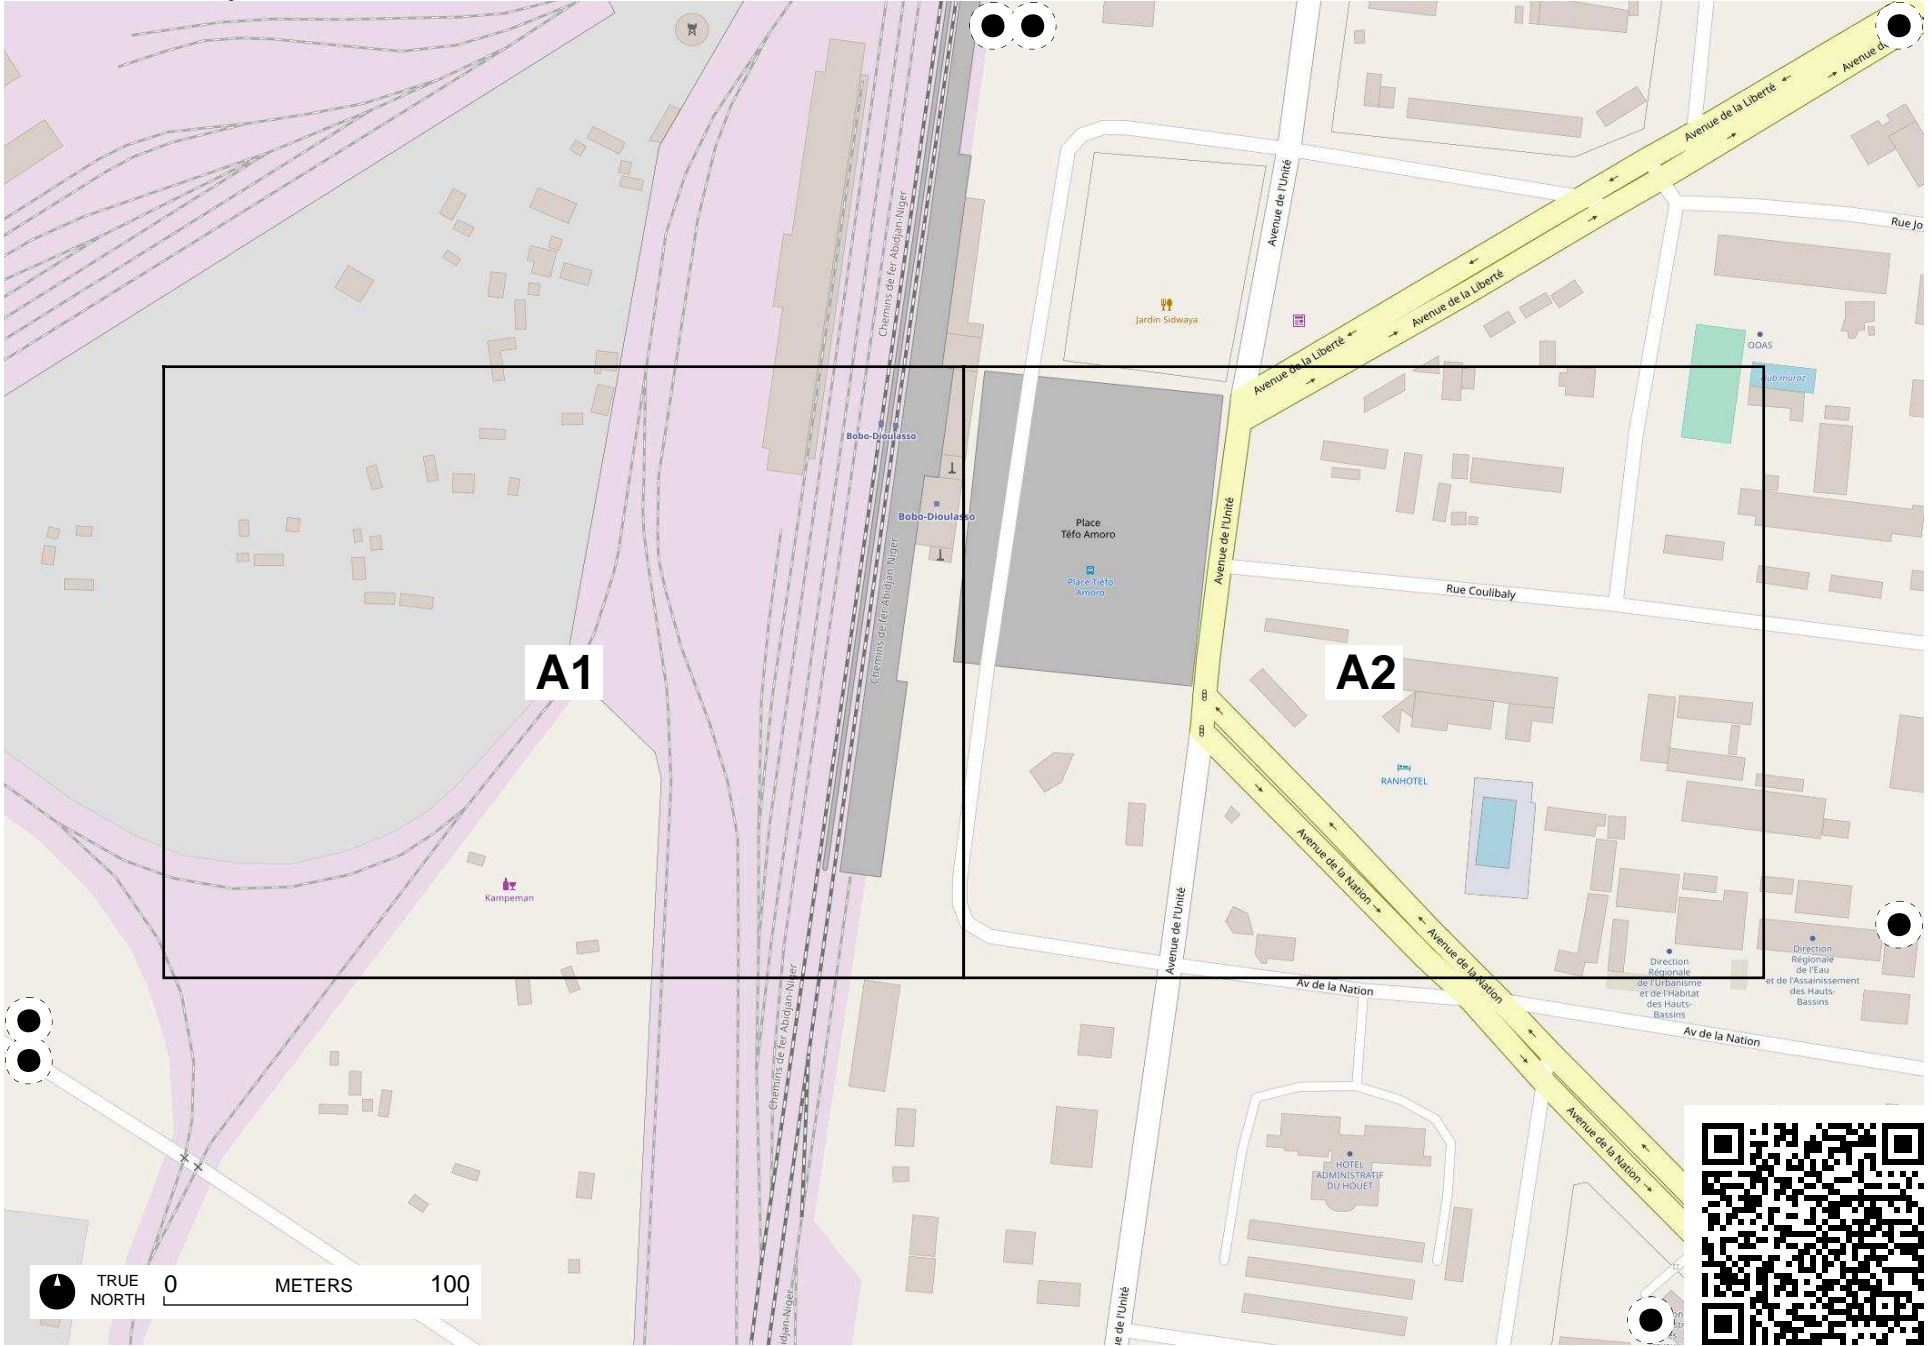 Avenue de la Liberté
Avenue de l'Unité
Rue Jo
Chemins de fer Abidjan-Niger
Jardin Sidwaya
Avenue de la Liberté
Avenue de la Liberté
OOAS
club muraz
Bobo-Dioulasso
Bobo-Dioulasso
Place
Téfo Amoro
Place Tiéfo
Amoro
Avenue de l'Unité
Rue Coulibaly
Chemins de fer Abidjan-Niger
A1
A2
RANHOTEL
Avenue de la Nation
Kampeman
Avenue de l'Unité
Avenue de la Nation
Direction
Régionale
de l'Urbanisme
et de l'Habitat
des Hauts-
Bassins
Direction
Régionale
de l'Eau
et de l'Assainissement
des Hauts-
Bassins
Av de la Nation
Av de la Nation
Chemins de fer Abidjan-Niger
Avenue de la Nation
HOTEL
ADMINISTRATIF
DU HOUET
TRUE
NORTH
0 METERS 100